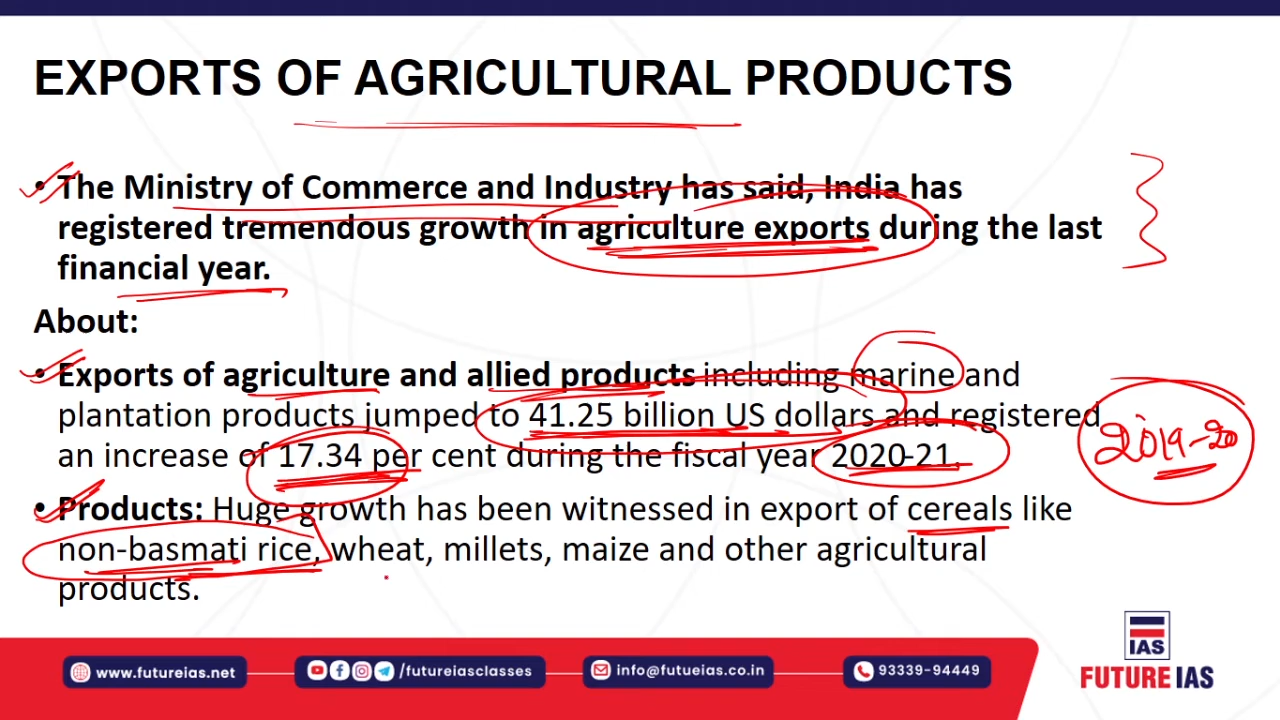 EXPORTS OF AGRICULTURAL PRODUCTS
• The Ministry of Commerce and Industry has said, India has
registered tremendous growth in agriculture exports during the last
financial year.
About:
• Exports of agriculture and allied products including marine and
plantation products jumped to 41.25 billion US dollars and registered
an increase of 17.34 per cent during the fiscal year 2020-21.
2019-20
• Products: Huge growth has been witnessed in export of cereals like
non-basmati rice, wheat, millets, maize and other agricultural
products.
www.futureias.net
/futureiasclasses
info@futueias.co.in
93339-94449
IAS
FUTURE IAS